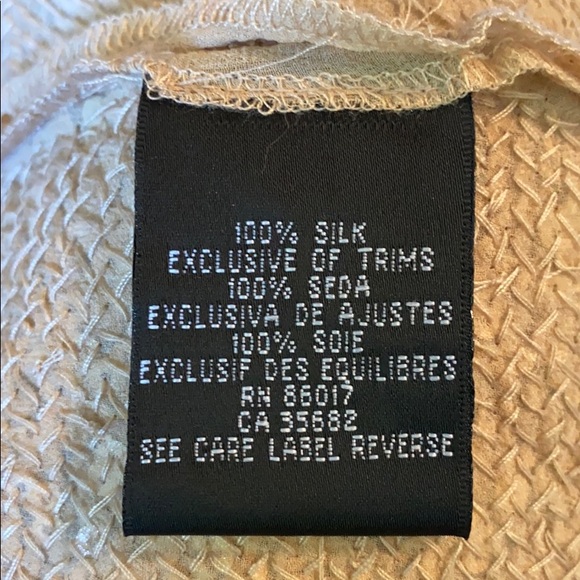 100% SILK
EXCLUSIVE OF TRIMS
100% SEDA
EXCLUSIVA DE AJUSTES
100% SOIE
EXCLUSIF DES EQUILIBRES
RN 86017
CA 35682
SEE CARE LABEL REVERSE